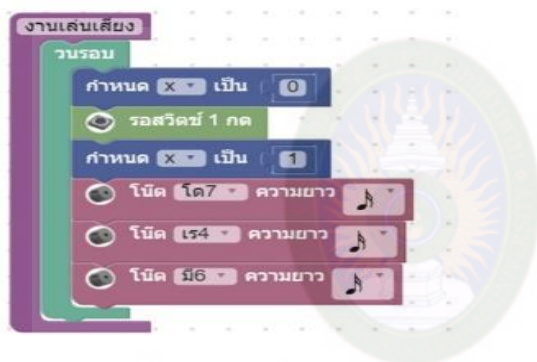 งานเล่นเสียง
วนรอบ
กำหนด x เป็น 0
รอสวิตช์ 1 กด
กำหนด x เป็น 1
โน๊ต โด7 ความยาว
โน๊ต เร4 ความยาว
โน๊ต มี6 ความยาว